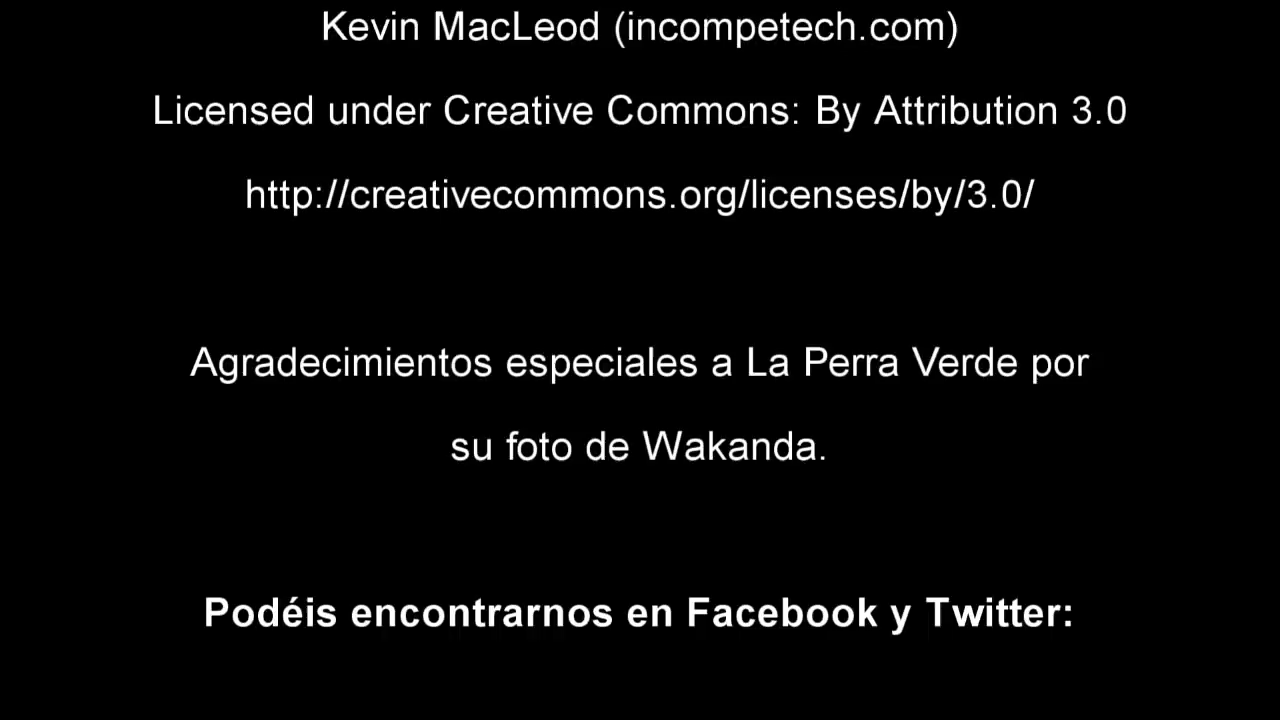 Kevin MacLeod (incompetech.com)
Licensed under Creative Commons: By Attribution 3.0
http://creativecommons.org/licenses/by/3.0/
Agradecimientos especiales a La Perra Verde por
su foto de Wakanda.
Podéis encontrarnos en Facebook y Twitter: